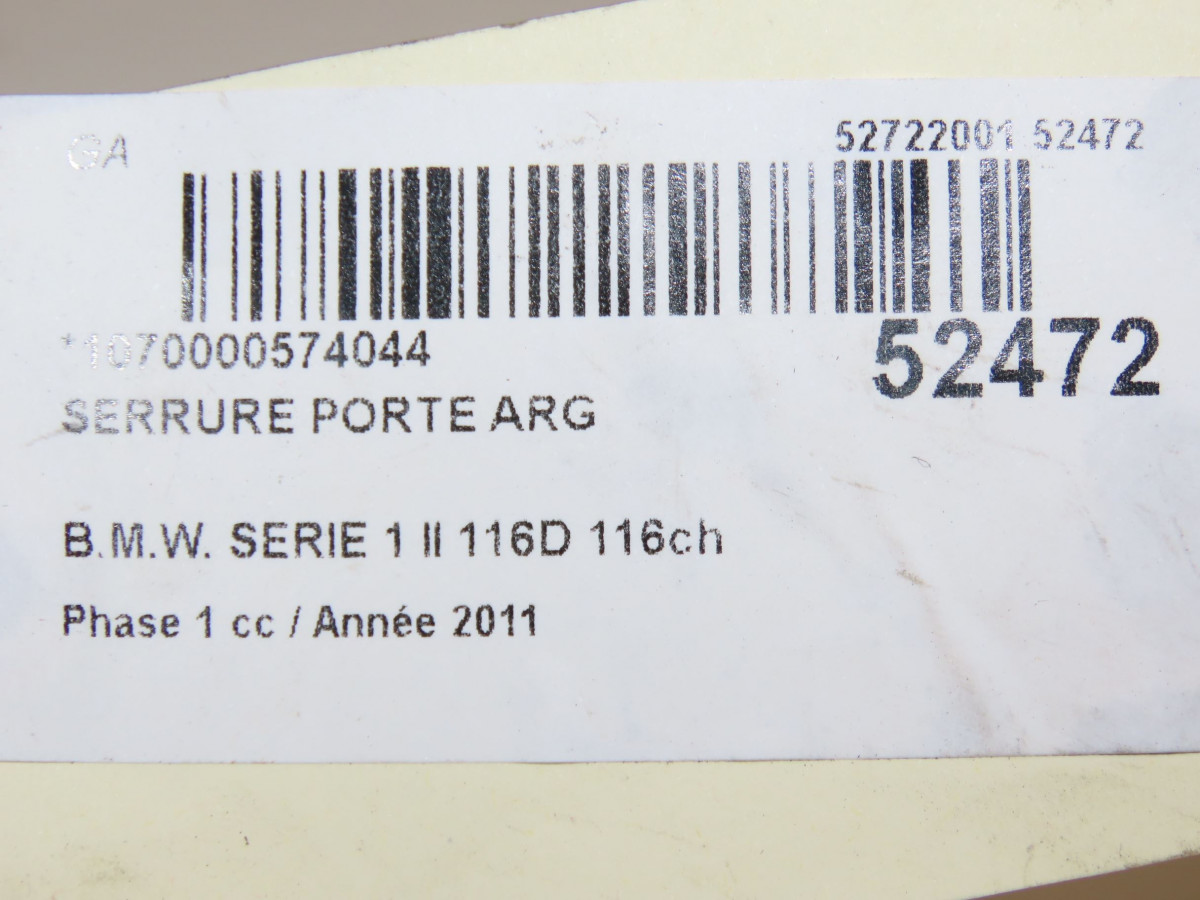 GA
52722001 52472
*1070000574044
52472
SERRURE PORTE ARG
B.M.W. SERIE 1 II 116D 116ch
Phase 1 cc / Année 2011